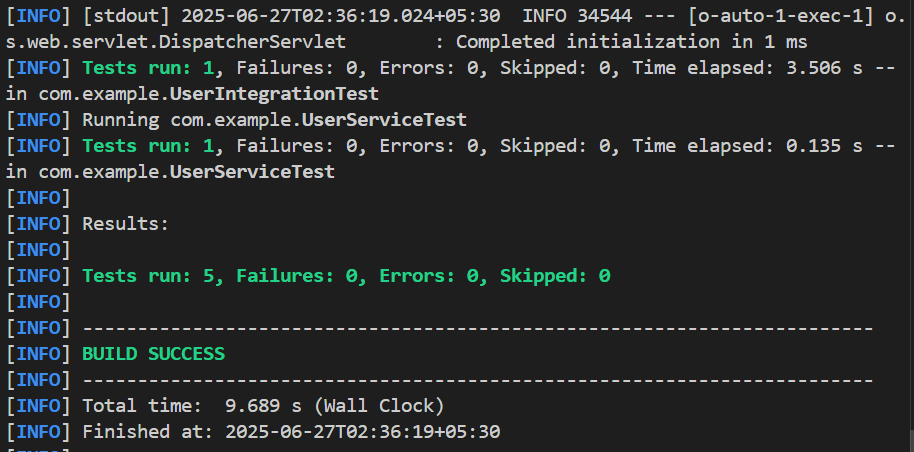 [INFO] [stdout] 2025-06-27T02:36:19.024+05:30  INFO 34544 --- [o-auto-1-exec-1] o.
s.web.servlet.DispatcherServlet        : Completed initialization in 1 ms
[INFO] Tests run: 1, Failures: 0, Errors: 0, Skipped: 0, Time elapsed: 3.506 s --
in com.example.UserIntegrationTest
[INFO] Running com.example.UserServiceTest
[INFO] Tests run: 1, Failures: 0, Errors: 0, Skipped: 0, Time elapsed: 0.135 s --
in com.example.UserServiceTest
[INFO]
[INFO] Results:
[INFO]
[INFO] Tests run: 5, Failures: 0, Errors: 0, Skipped: 0
[INFO]
[INFO] ------------------------------------------------------------------------
[INFO] BUILD SUCCESS
[INFO] ------------------------------------------------------------------------
[INFO] Total time:  9.689 s (Wall Clock)
[INFO] Finished at: 2025-06-27T02:36:19+05:30